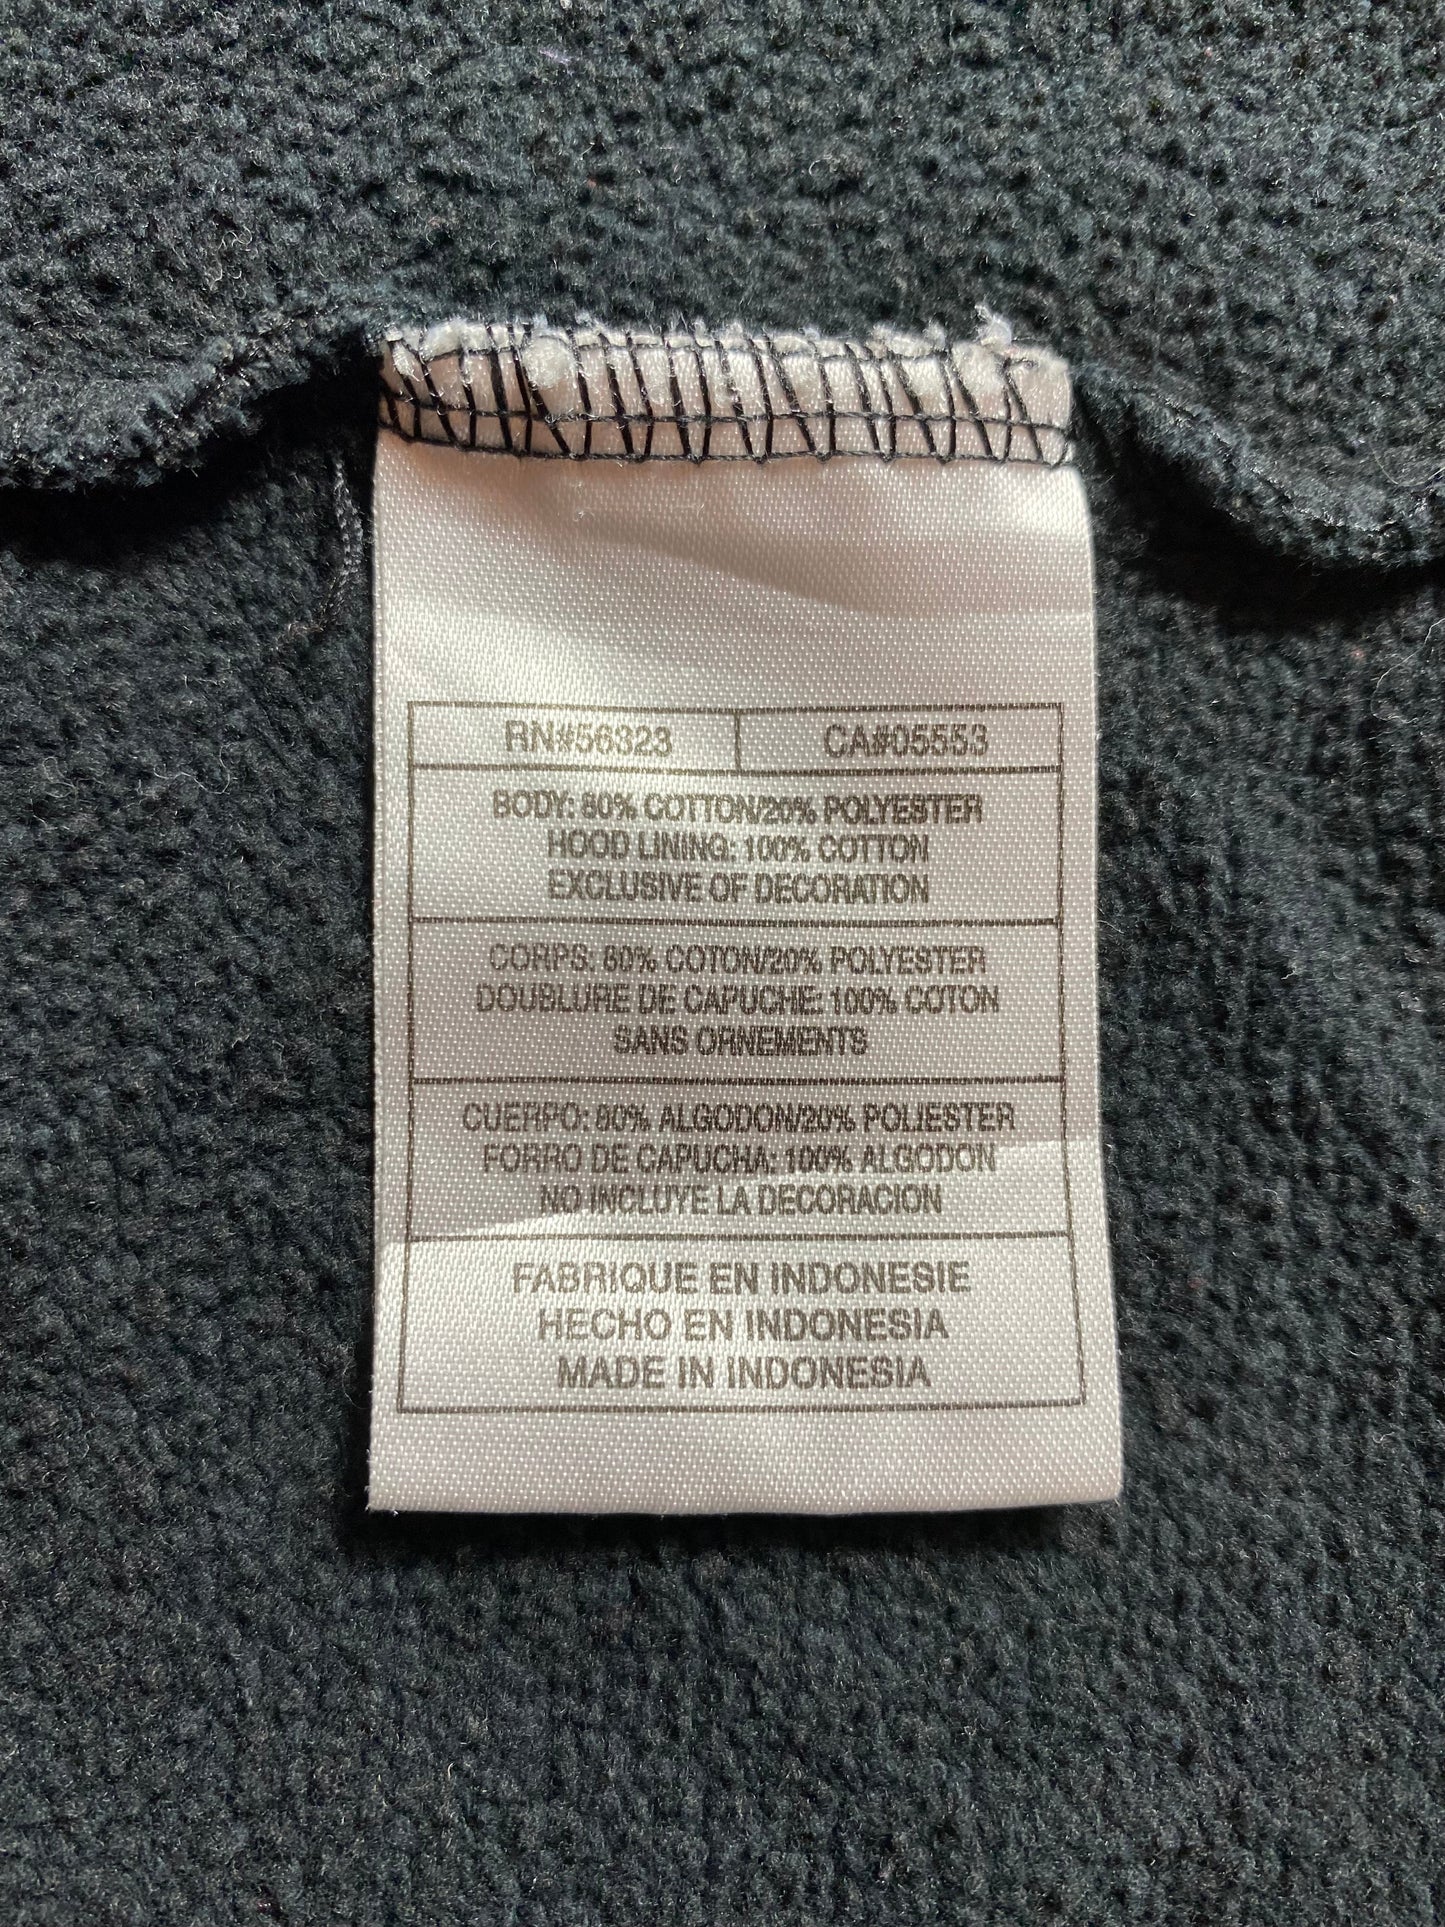 RN#56323 CA#05553
BODY: 80% COTTON/20% POLYESTER
HOOD LINING: 100% COTTON
EXCLUSIVE OF DECORATION
CORPS: 80% COTON/20% POLYESTER
DOUBLURE DE CAPUCHE: 100% COTON
SANS ORNEMENTS
CUERPO: 80% ALGODON/20% POLIESTER
FORRO DE CAPUCHA: 100% ALGODON
NO INCLUYE LA DECORACION
FABRIQUE EN INDONESIE
HECHO EN INDONESIA
MADE IN INDONESIA